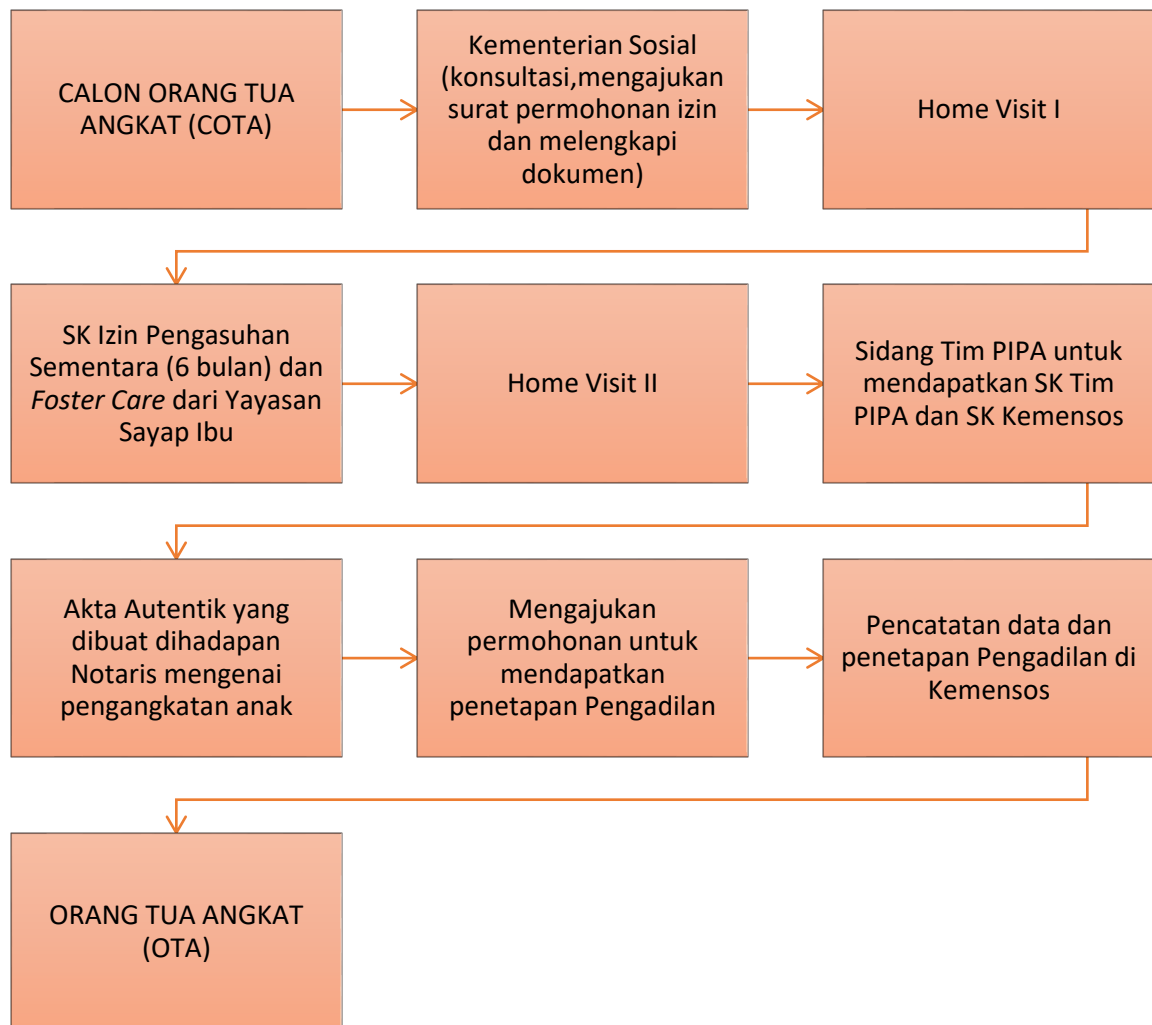 CALON ORANG TUA
ANGKAT (COTA)
Kementerian Sosial
(konsultasi,mengajukan
surat permohonan izin
dan melengkapi
dokumen)
Home Visit I
SK Izin Pengasuhan
Sementara (6 bulan) dan
Foster Care dari Yayasan
Sayap Ibu
Home Visit II
Sidang Tim PIPA untuk
mendapatkan SK Tim
PIPA dan SK Kemensos
Akta Autentik yang
dibuat dihadapan
Notaris mengenai
pengangkatan anak
Mengajukan
permohonan untuk
mendapatkan
penetapan Pengadilan
Pencatatan data dan
penetapan Pengadilan di
Kemensos
ORANG TUA ANGKAT
(OTA)